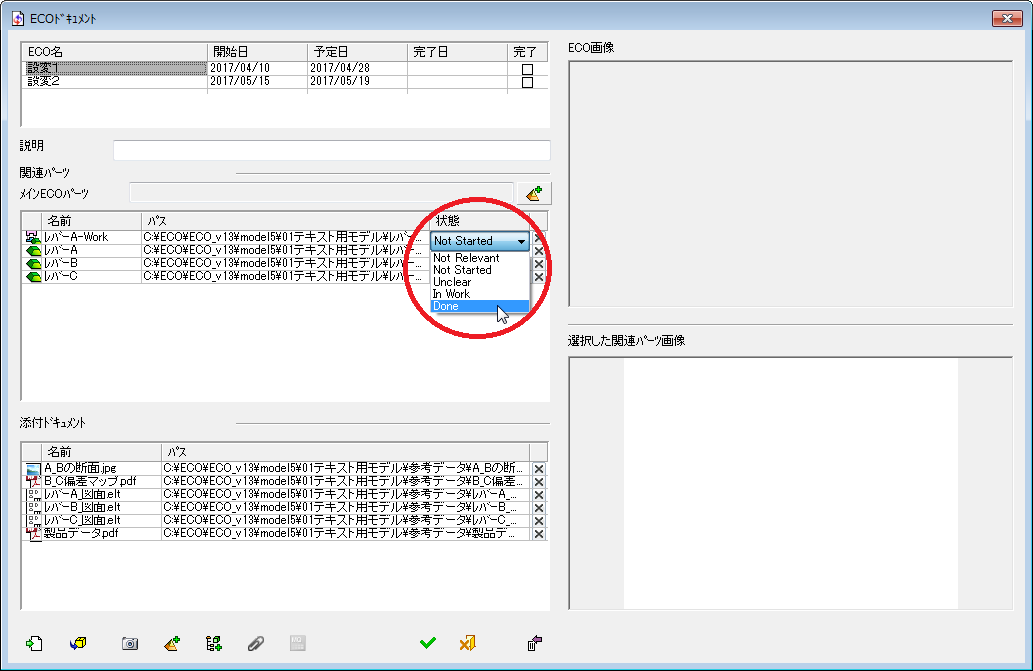 ECOドキュメント
ECO名 開始日 予定日 完了日 完了
設変1 2017/04/10 2017/04/28
設変2 2017/05/15 2017/05/19
説明
関連パーツ
メインECOパーツ
名前 パス 状態
レバーA-Work C:¥ECO¥ECO_v13¥model5¥01テキスト用モデル¥レバー... Not Started
レバーA C:¥ECO¥ECO_v13¥model5¥01テキスト用モデル¥レバー...
レバーB C:¥ECO¥ECO_v13¥model5¥01テキスト用モデル¥レバー...
レバーC C:¥ECO¥ECO_v13¥model5¥01テキスト用モデル¥レバー...
Not Relevant
Not Started
Unclear
In Work
Done
添付ドキュメント
名前 パス
A_Bの断面.jpg C:¥ECO¥ECO_v13¥model5¥01テキスト用モデル¥参考データ¥A_Bの断...
B_C偏差マップ.pdf C:¥ECO¥ECO_v13¥model5¥01テキスト用モデル¥参考データ¥B_C偏差...
レバーA_図面.elt C:¥ECO¥ECO_v13¥model5¥01テキスト用モデル¥参考データ¥レバーA_...
レバーB_図面.elt C:¥ECO¥ECO_v13¥model5¥01テキスト用モデル¥参考データ¥レバーB_...
レバーC_図面.elt C:¥ECO¥ECO_v13¥model5¥01テキスト用モデル¥参考データ¥レバーC_...
製品データ.pdf C:¥ECO¥ECO_v13¥model5¥01テキスト用モデル¥参考データ¥製品デー...
ECO画像
選択した関連パーツ画像